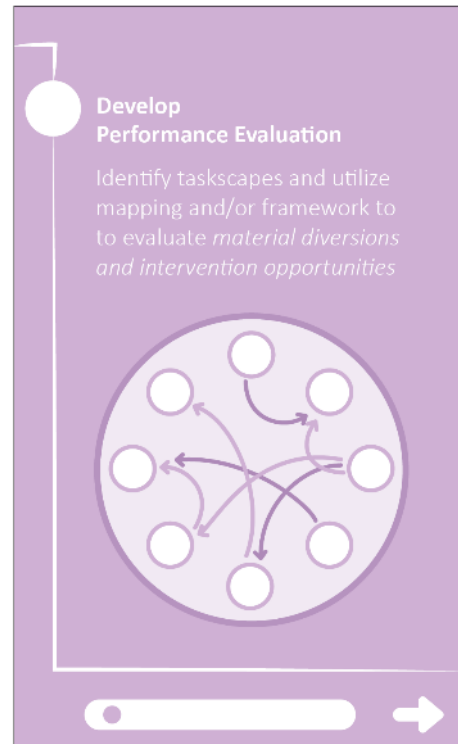 Develop
Performance Evaluation
Identify taskscapes and utilize
mapping and/or framework to
to evaluate material diversions
and intervention opportunities